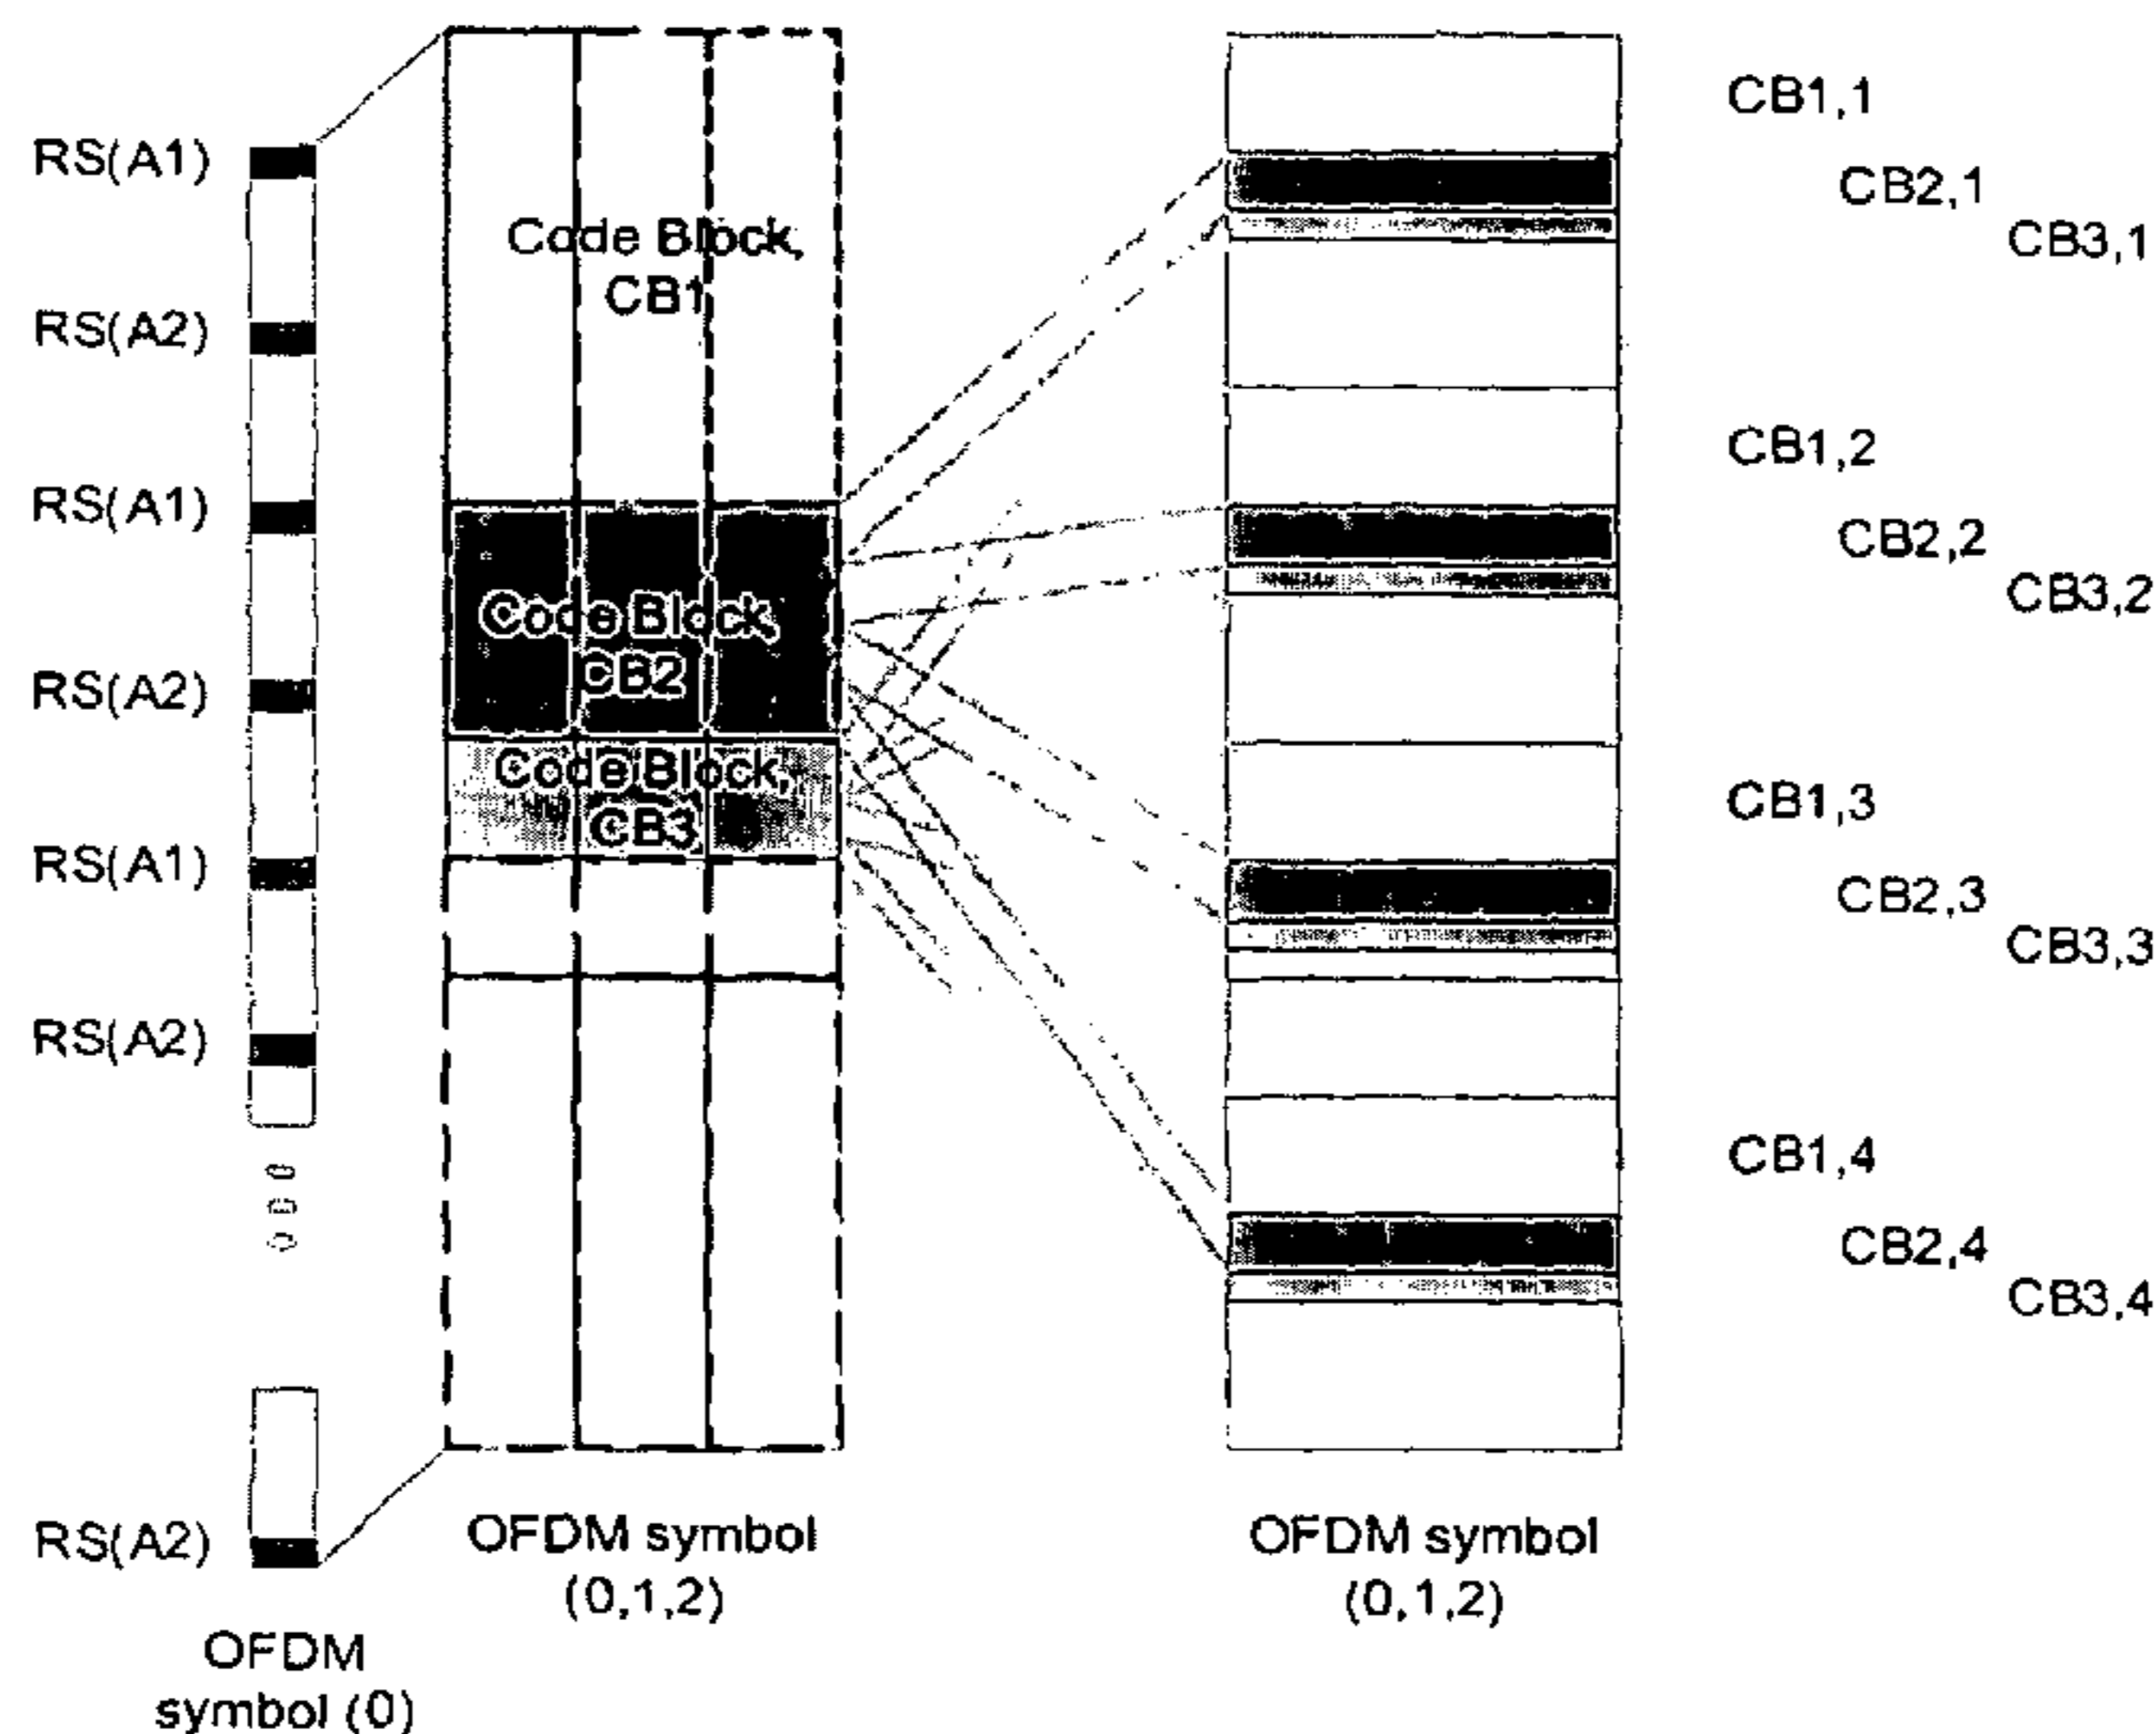 RS(A1)
RS(A2)
RS(A1)
RS(A2)
RS(A1)
RS(A2)
RS(A2)
OFDM
symbol (0)
Code Block,
CB1
Code Block,
CB2
Code Block,
CB3
OFDM symbol
(0,1,2)
CB1,1
CB2,1
CB3,1
CB1,2
CB2,2
CB3,2
CB1,3
CB2,3
CB3,3
CB1,4
CB2,4
CB3,4
OFDM symbol
(0,1,2)